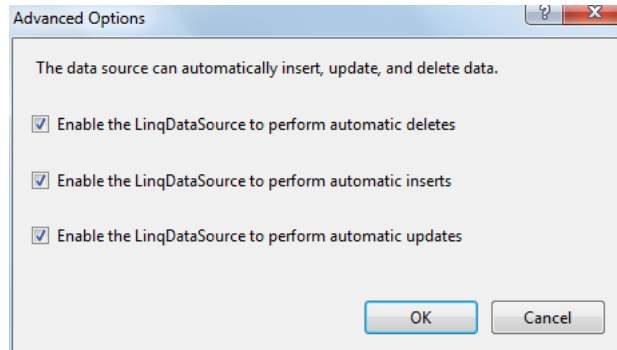 Advanced Options
?
X
The data source can automatically insert, update, and delete data.
Enable the LinqDataSource to perform automatic deletes
Enable the LinqDataSource to perform automatic inserts
Enable the LinqDataSource to perform automatic updates
OK
Cancel